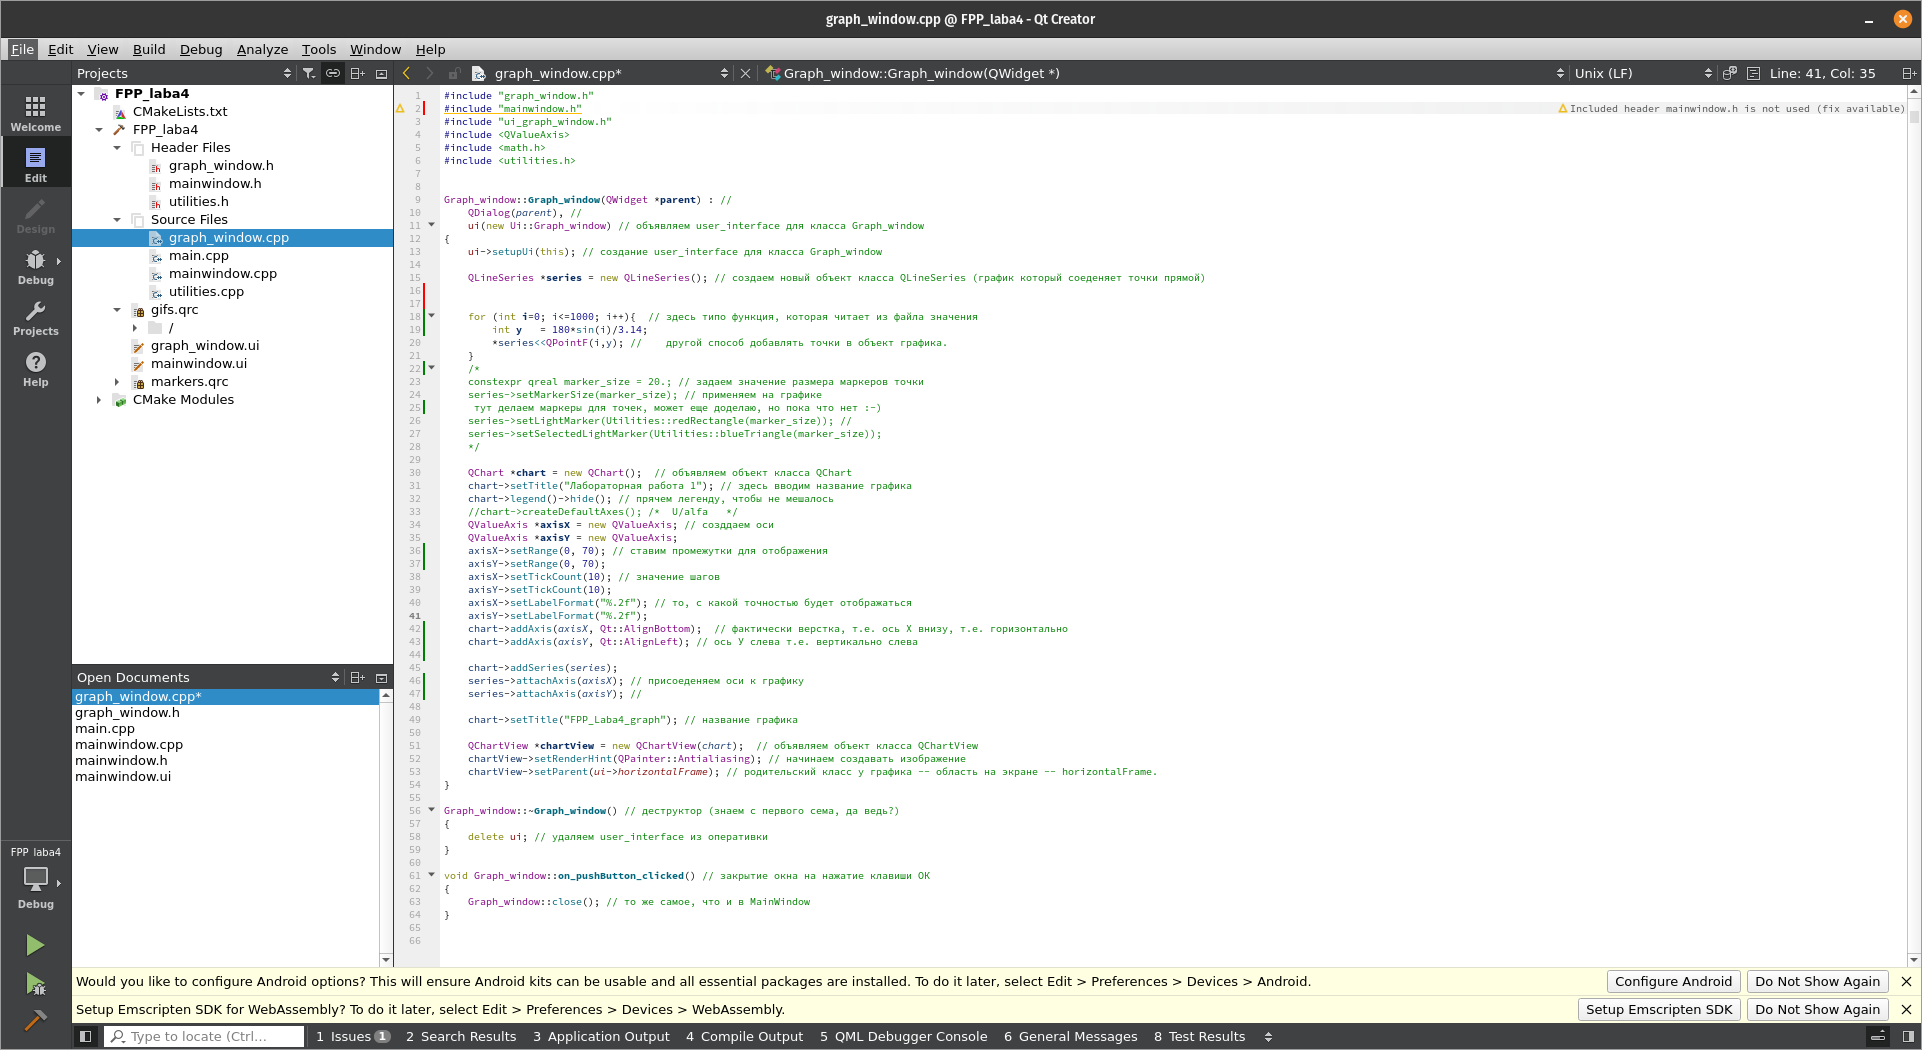 graph_window.cpp @ FPP_laba4 - Qt Creator
File Edit View Build Debug Analyze Tools Window Help
Projects
graph_window.cpp*
Graph_window::Graph_window(QWidget *)
Unix (LF)
Line: 41, Col: 35
Welcome
Edit
Design
Debug
Projects
Help
FPP_laba4
Debug
FPP_laba4
CMakeLists.txt
FPP_laba4
Header Files
graph_window.h
mainwindow.h
utilities.h
Source Files
graph_window.cpp
main.cpp
mainwindow.cpp
utilities.cpp
gifs.qrc
/
graph_window.ui
mainwindow.ui
markers.qrc
CMake Modules
Open Documents
graph_window.cpp*
graph_window.h
main.cpp
mainwindow.cpp
mainwindow.h
mainwindow.ui
1 #include "graph_window.h"
2 #include "mainwindow.h" Included header mainwindow.h is not used (fix available)
3 #include "ui_graph_window.h"
4 #include <QValueAxis>
5 #include <math.h>
6 #include <utilities.h>
7
8
9 Graph_window::Graph_window(QWidget *parent) : //
10 QDialog(parent), //
11 ui(new Ui::Graph_window) // объявляем user_interface для класса Graph_window
12 {
13 ui->setupUi(this); // создание user_interface для класса Graph_window
14
15 QLineSeries *series = new QLineSeries(); // создаем новый объект класса QLineSeries (график который соеденяет точки прямой)
16
17
18 for (int i=0; i<=1000; i++){ // здесь типо функция, которая читает из файла значения
19 int y = 180*sin(i)/3.14;
20 *series<<QPointF(i,y); // другой способ добавлять точки в объект графика.
21 }
22 /*
23 constexpr qreal marker_size = 20.; // задаем значение размера маркеров точки
24 series->setMarkerSize(marker_size); // применяем на графике
25 тут делаем маркеры для точек, может еще доделаю, но пока что нет :-)
26 series->setLightMarker(Utilities::redRectangle(marker_size)); //
27 series->setSelectedLightMarker(Utilities::blueTriangle(marker_size));
28 */
29
30 QChart *chart = new QChart(); // объявляем объект класса QChart
31 chart->setTitle("Лабораторная работа 1"); // здесь вводим название графика
32 chart->legend()->hide(); // прячем легенду, чтобы не мешалось
33 //chart->createDefaultAxes(); /* U/alfa */
34 QValueAxis *axisX = new QValueAxis; // созддаем оси
35 QValueAxis *axisY = new QValueAxis;
36 axisX->setRange(0, 70); // ставим промежутки для отображения
37 axisY->setRange(0, 70);
38 axisX->setTickCount(10); // значение шагов
39 axisY->setTickCount(10);
40 axisX->setLabelFormat("%.2f"); // то, с какой точностью будет отображаться
41 axisY->setLabelFormat("%.2f");
42 chart->addAxis(axisX, Qt::AlignBottom); // фактически верстка, т.е. ось X внизу, т.е. горизонтально
43 chart->addAxis(axisY, Qt::AlignLeft); // ось У слева т.е. вертикально слева
44
45 chart->addSeries(series);
46 series->attachAxis(axisX); // присоеденяем оси к графику
47 series->attachAxis(axisY); //
48
49 chart->setTitle("FPP_Laba4_graph"); // название графика
50
51 QChartView *chartView = new QChartView(chart); // объявляем объект класса QChartView
52 chartView->setRenderHint(QPainter::Antialiasing); // начинаем создавать изображение
53 chartView->setParent(ui->horizontalFrame); // родительский класс у графика -- область на экране -- horizontalFrame.
54 }
55
56 Graph_window::~Graph_window() // деструктор (знаем с первого сема, да ведь?)
57 {
58 delete ui; // удаляем user_interface из оперативки
59 }
60
61 void Graph_window::on_pushButton_clicked() // закрытие окна на нажатие клавиши ОК
62 {
63 Graph_window::close(); // то же самое, что и в MainWindow
64 }
65
66
Would you like to configure Android options? This will ensure Android kits can be usable and all essential packages are installed. To do it later, select Edit > Preferences > Devices > Android. Configure Android Do Not Show Again
Setup Emscripten SDK for WebAssembly? To do it later, select Edit > Preferences > Devices > WebAssembly. Setup Emscripten SDK Do Not Show Again
Type to locate (Ctrl... 1 Issues 1 2 Search Results 3 Application Output 4 Compile Output 5 QML Debugger Console 6 General Messages 8 Test Results